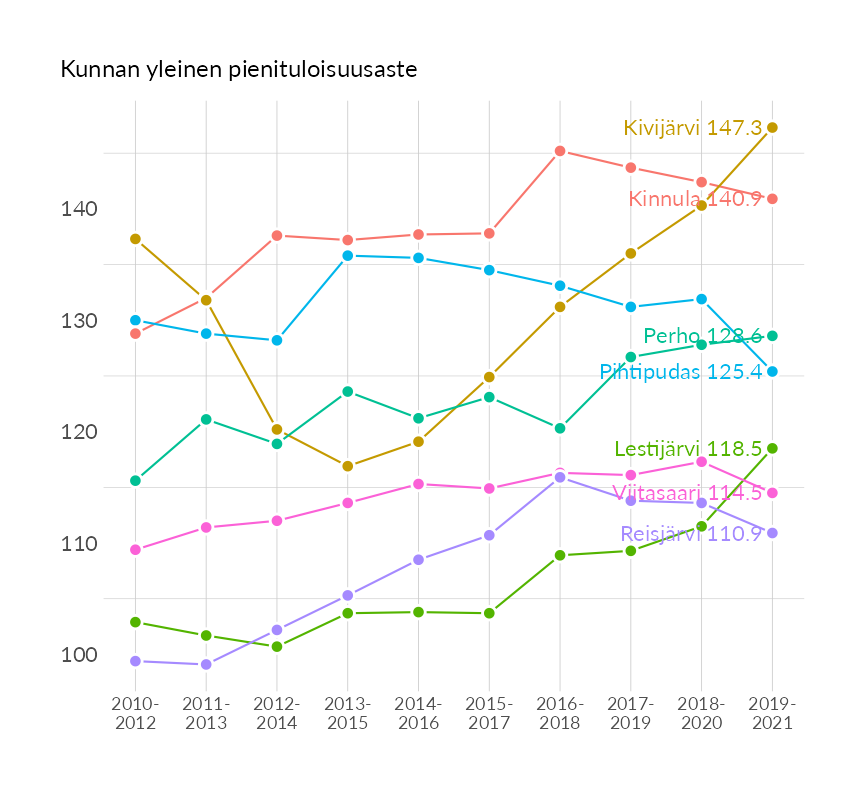 Kunnan yleinen pienituloisuusaste
Kivijärvi 147.3
Kinnula 140.9
140
130
Perho 128.6
Pihtipudas 125.4
120
Lestijärvi 118.5
Viitasaari 114.5
110
Reisjärvi 110.9
100
2010- 2011- 2012- 2013- 2014- 2015- 2016- 2017- 2018- 2019-
2012 2013 2014 2015 2016 2017 2018 2019 2020 2021